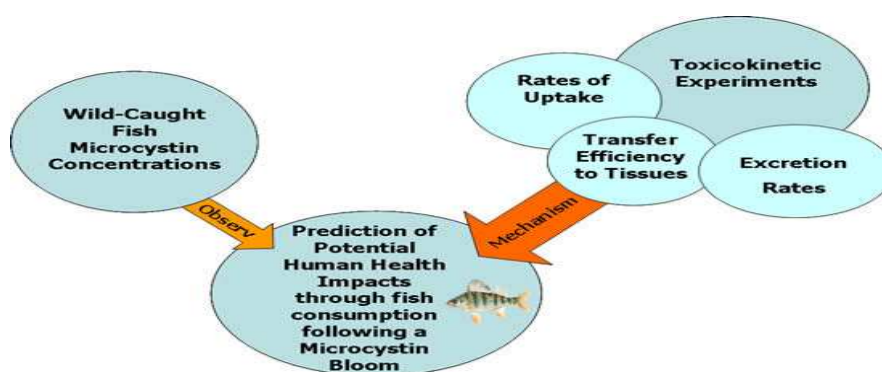 Wild-Caught
Fish
Microcystin
Concentrations
Rates of
Uptake
Toxicokinetic
Experiments
Transfer
Efficiency
to Tissues
Excretion
Rates
Observ
Mechanism
Prediction of
Potential
Human Health
Impacts
through fish
consumption
following a
Microcystin
Bloom